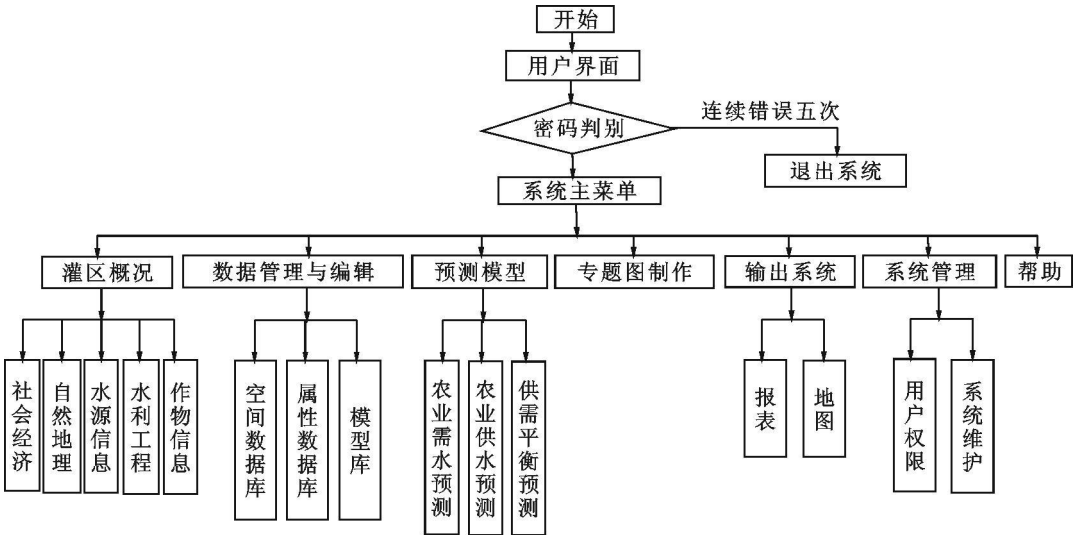 开始
用户界面
密码判别
连续错误五次
退出系统
系统主菜单
灌区概况
数据管理与编辑
预测模型
专题图制作
输出系统
系统管理
帮助
社会经济
自然地理
水源信息
水利工程
作物信息
空间数据库
属性数据库
模型库
农业需水预测
农业供水预测
供需平衡预测
报表
地图
用户权限
系统维护